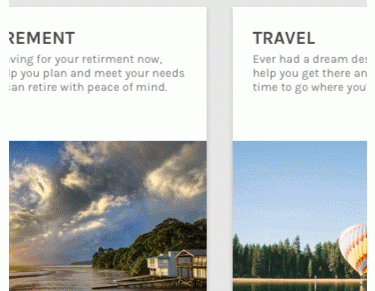 REMENT
ving for your retirment now,
lp you plan and meet your needs
can retire with peace of mind.
TRAVEL
Ever had a dream des
help you get there an
time to go where you'